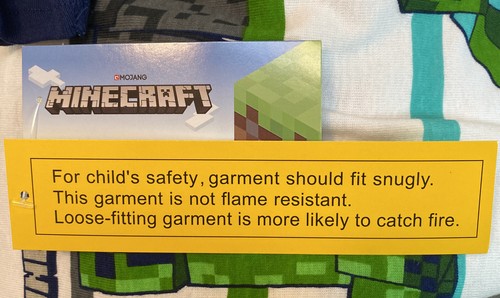 MOJANG
MINECRAFT
For child's safety, garment should fit snugly.
This garment is not flame resistant.
Loose-fitting garment is more likely to catch fire.